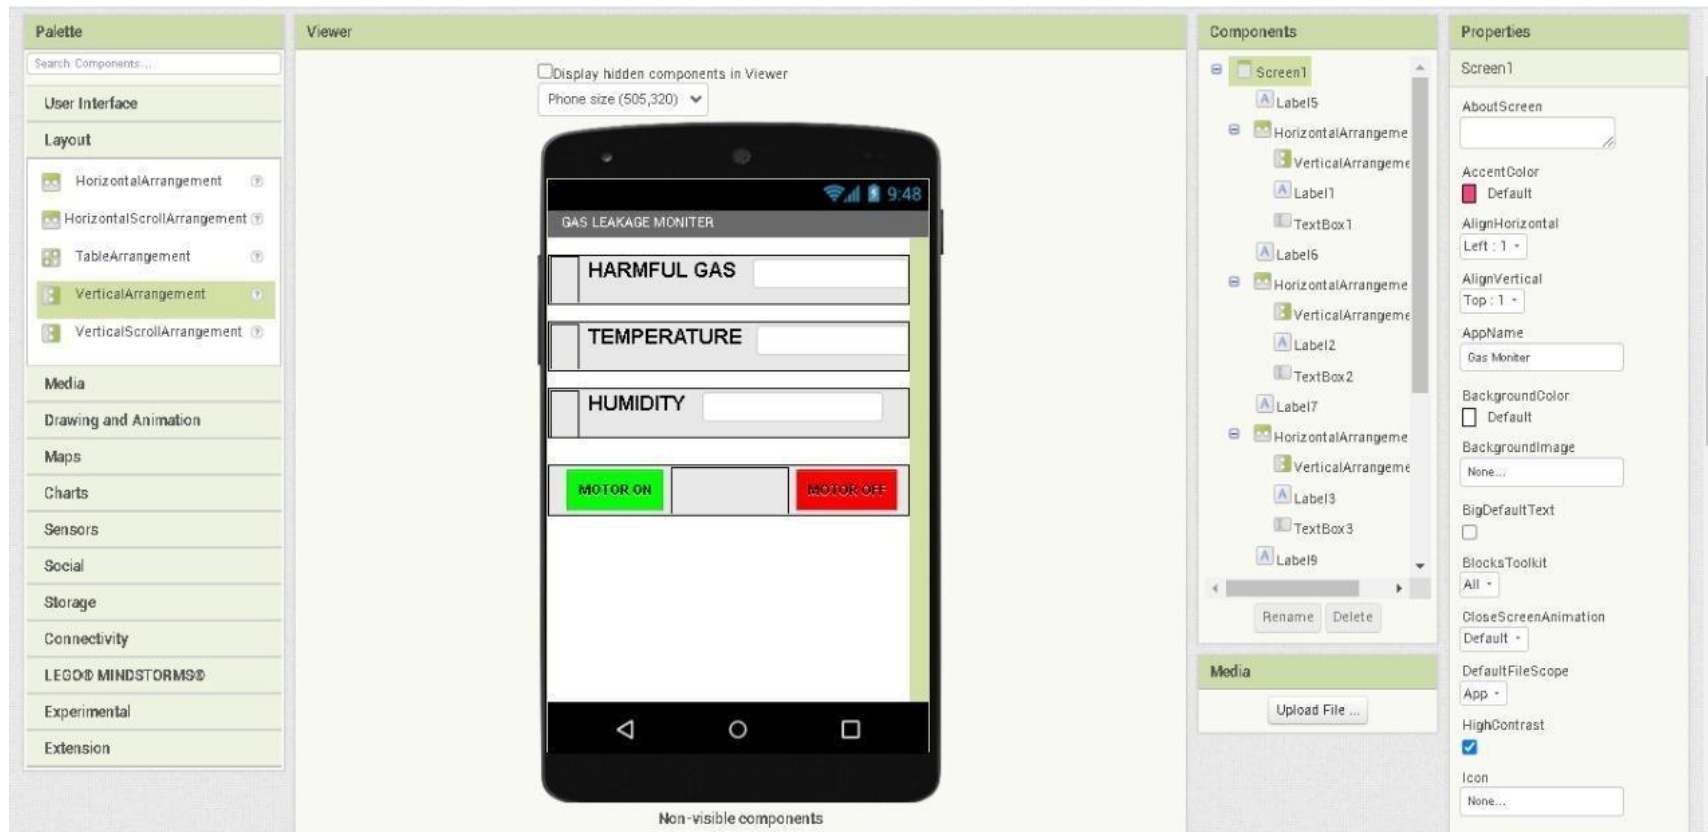 Palette
Search Components...
User Interface
Layout
HorizontalArrangement
HorizontalScrollArrangement
TableArrangement
VerticalArrangement
VerticalScrollArrangement
Media
Drawing and Animation
Maps
Charts
Sensors
Social
Storage
Connectivity
LEGO® MINDSTORMS®
Experimental
Extension
Viewer
Display hidden components in Viewer
Phone size (505,320)
9:48
GAS LEAKAGE MONITER
HARMFUL GAS
TEMPERATURE
HUMIDITY
MOTOR ON
MOTOR OFF
Non-visible components
Components
Screen1
Label5
HorizontalArrangeme
VerticalArrangeme
Label1
TextBox1
Label6
HorizontalArrangeme
VerticalArrangeme
Label2
TextBox2
Label7
HorizontalArrangeme
VerticalArrangeme
Label3
TextBox3
Label9
Rename Delete
Media
Upload File ...
Properties
Screen1
AboutScreen
AccentColor
Default
AlignHorizontal
Left : 1
AlignVertical
Top : 1
AppName
Gas Moniter
BackgroundColor
Default
BackgroundImage
None...
BigDefaultText
BlocksToolkit
All
CloseScreenAnimation
Default
DefaultFileScope
App
HighContrast
Icon
None...